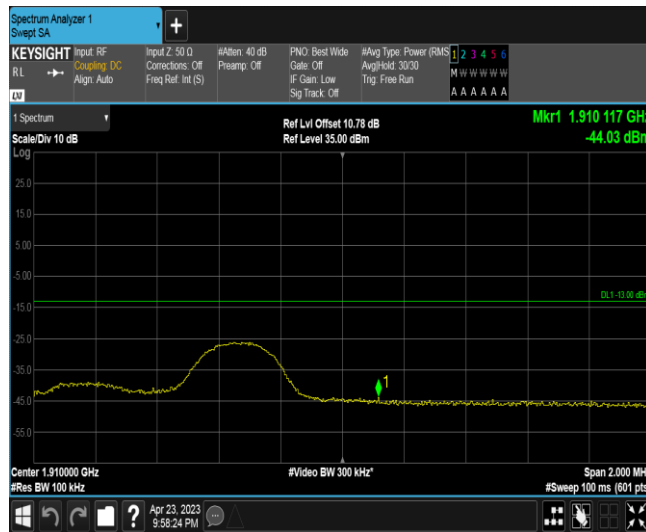 Spectrum Analyzer 1
Swept SA
KEYSIGHT
RL
LXI
Input: RF
Coupling: DC
Align: Auto
Input Z: 50 Ω
Corrections: Off
Freq Ref: Int (S)
#Atten: 40 dB
Preamp: Off
PNO: Best Wide
Gate: Off
IF Gain: Low
Sig Track: Off
#Avg Type: Power (RMS
Avg|Hold: 30/30
Trig: Free Run
1 2 3 4 5 6
M W W W W W
A A A A A A
1 Spectrum
Scale/Div 10 dB
Log
Ref Lvl Offset 10.78 dB
Ref Level 35.00 dBm
Mkr1 1.910 117 GHz
-44.03 dBm
25.0
15.0
5.00
-5.00
DL1 -13.00 dBm
-15.0
-25.0
-35.0
1
-45.0
-55.0
Center 1.910000 GHz
#Res BW 100 kHz
#Video BW 300 kHz*
Span 2.000 MH
#Sweep 100 ms (601 pts
?
Apr 23, 2023
9:58:24 PM